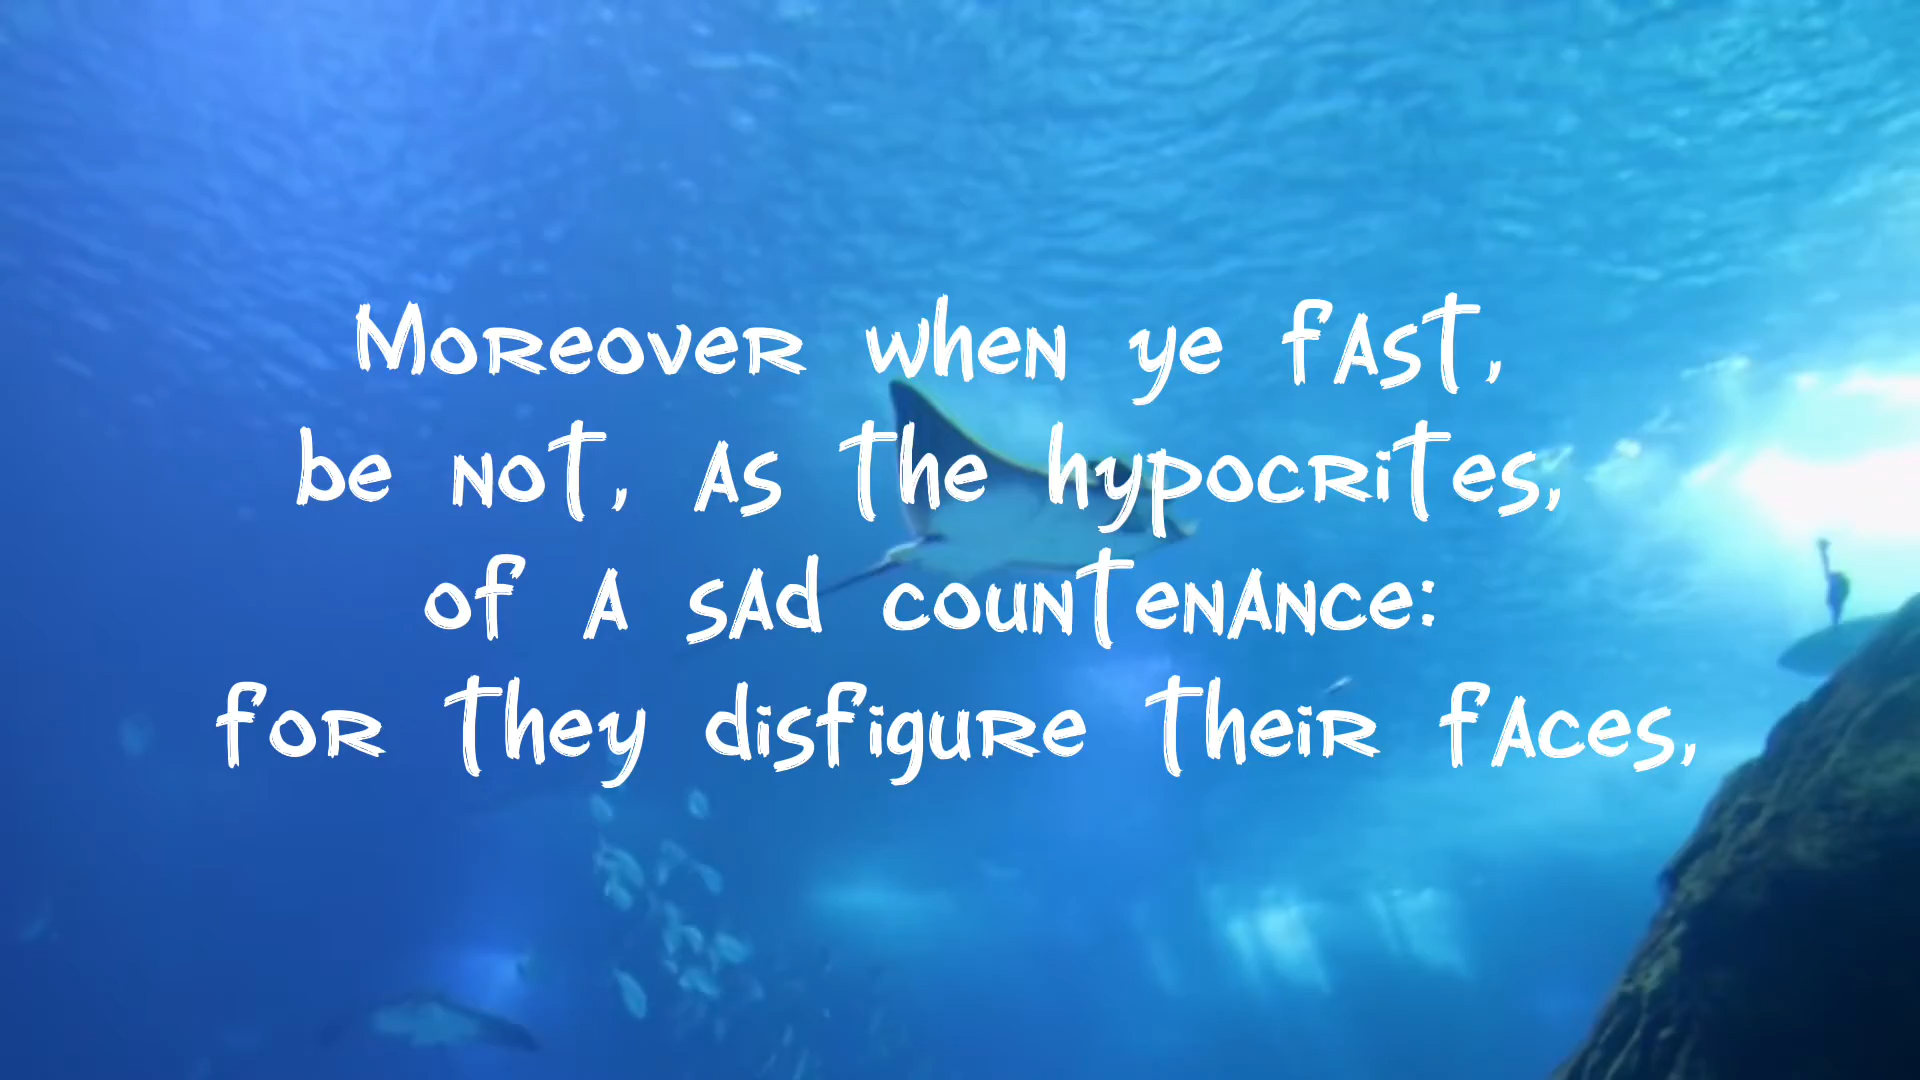 Moreover when ye fast,
be not, as the hypocrites,
of a sad countenance:
for they disfigure their faces,